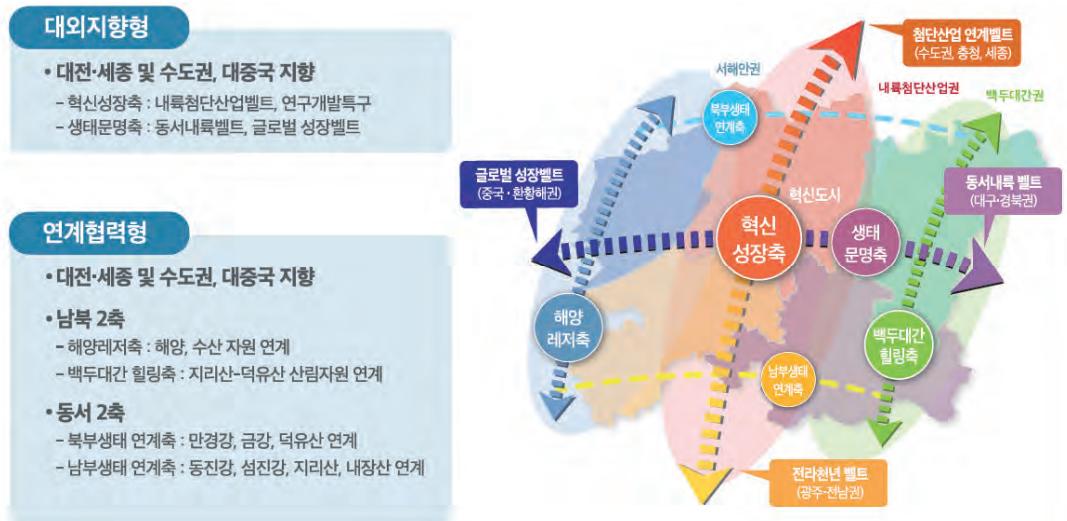 대외지향형
• 대전·세종 및 수도권, 대중국 지향
- 혁신성장축 : 내륙첨단산업벨트, 연구개발특구
- 생태문명축 : 동서내륙벨트, 글로벌 성장벨트
연계협력형
• 대전·세종 및 수도권, 대중국 지향
• 남북 2축
- 해양레저축 : 해양, 수산 자원 연계
- 백두대간 힐링축 : 지리산-덕유산 산림자원 연계
• 동서 2축
- 북부생태 연계축 : 만경강, 금강, 덕유산 연계
- 남부생태 연계축 : 동진강, 섬진강, 지리산, 내장산 연계
첨단산업 연계벨트
(수도권, 충청, 세종)
서해안권
내륙첨단산업권
백두대간권
북부생태
연계축
글로벌 성장벨트
(중국·환황해권)
동서내륙 벨트
(대구·경북권)
혁신도시
혁신
성장축
생태
문명축
해양
레저축
백두대간
힐링축
남부생태
연계축
전라천년 벨트
(광주·전남권)